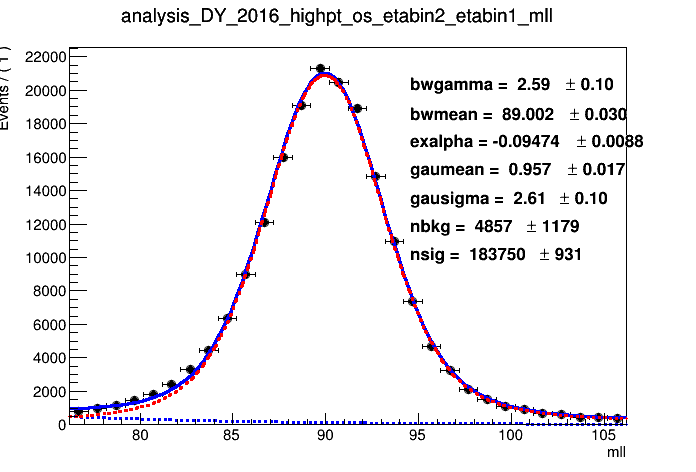 analysis_DY_2016_highpt_os_etabin2_etabin1_mll
Events / ( 1 )
22000
20000
18000
16000
14000
12000
10000
8000
6000
4000
2000
0
bwgamma = 2.59 ± 0.10
bwmean = 89.002 ± 0.030
exalpha = -0.09474 ± 0.0088
gaumean = 0.957 ± 0.017
gausigma = 2.61 ± 0.10
nbkg = 4857 ± 1179
nsig = 183750 ± 931
80 85 90 95 100 105
mll